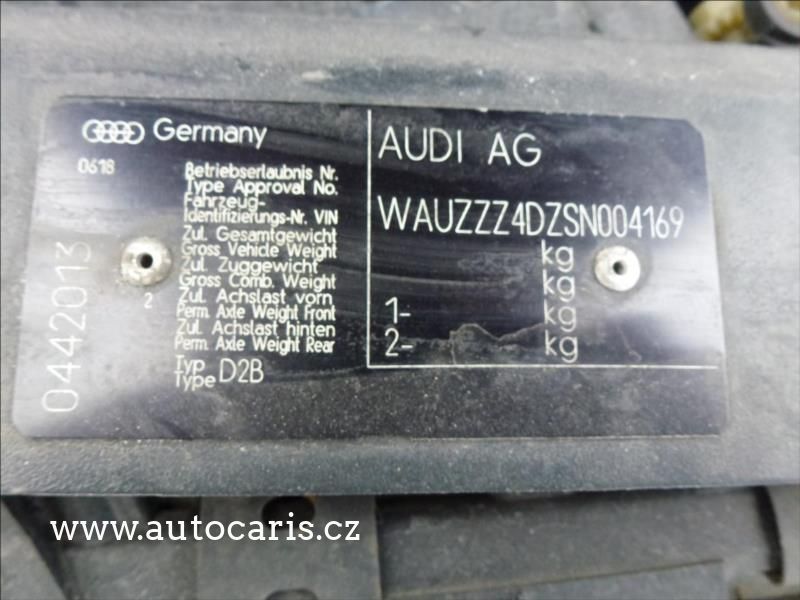 Germany
0618
Betriebserlaubnis Nr.
Type Approval No.
Fahrzeug-
Identifizierungs-Nr. VIN
Zul. Gesamtgewicht
Gross Vehicle Weight
Zul. Zuggewicht
Gross Comb. Weight
2 Zul. Achslast vorn
Perm. Axle Weight Front
Zul. Achslast hinten
Perm. Axle Weight Rear
Typ
Type D2B
0442013
AUDI AG
WAUZZZ4DZSN004169
kg
kg
1- kg
2- kg
www.autocaris.cz